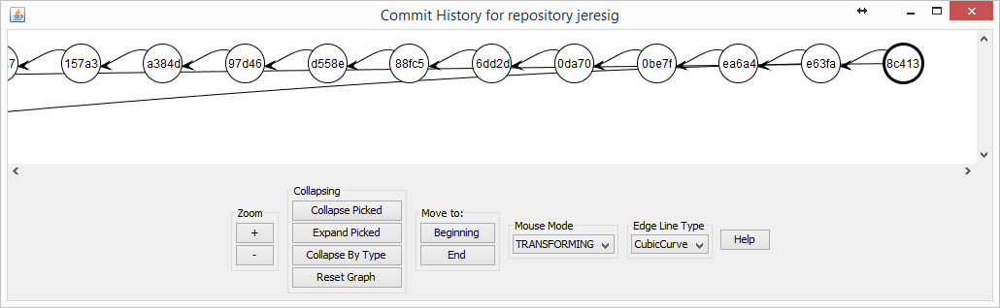 Commit History for repository jeresig
7 157a3 a384d 97d46 d558e 88fc5 6dd2d 0da70 0be7f ea6a4 e63fa 8c413
Collapsing
Zoom
+
-
Collapse Picked
Expand Picked
Collapse By Type
Reset Graph
Move to:
Beginning
End
Mouse Mode
TRANSFORMING
Edge Line Type
CubicCurve
Help